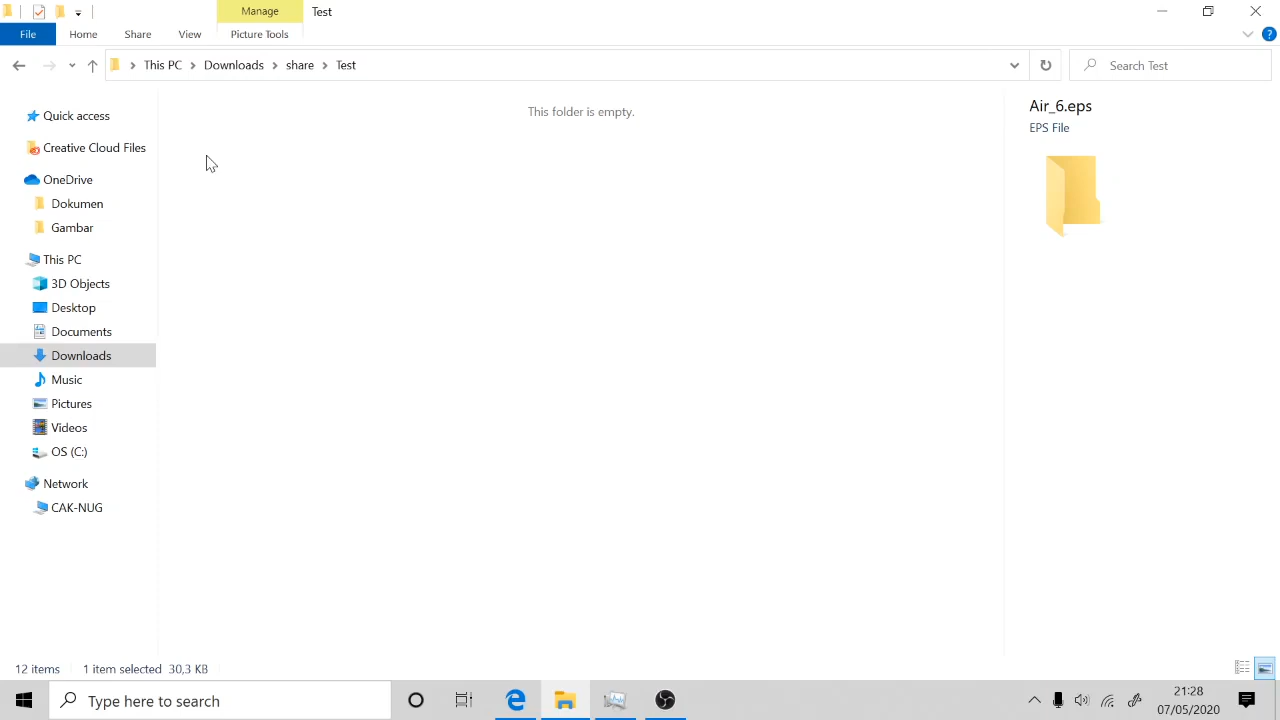 Manage
Test
File
Home
Share
View
Picture Tools
This PC
Downloads
share
Test
Search Test
Quick access
Creative Cloud Files
OneDrive
Dokumen
Gambar
This PC
3D Objects
Desktop
Documents
Downloads
Music
Pictures
Videos
OS (C:)
Network
CAK-NUG
This folder is empty.
Air_6.eps
EPS File
12 items
1 item selected 30,3 KB
Type here to search
21:28
07/05/2020